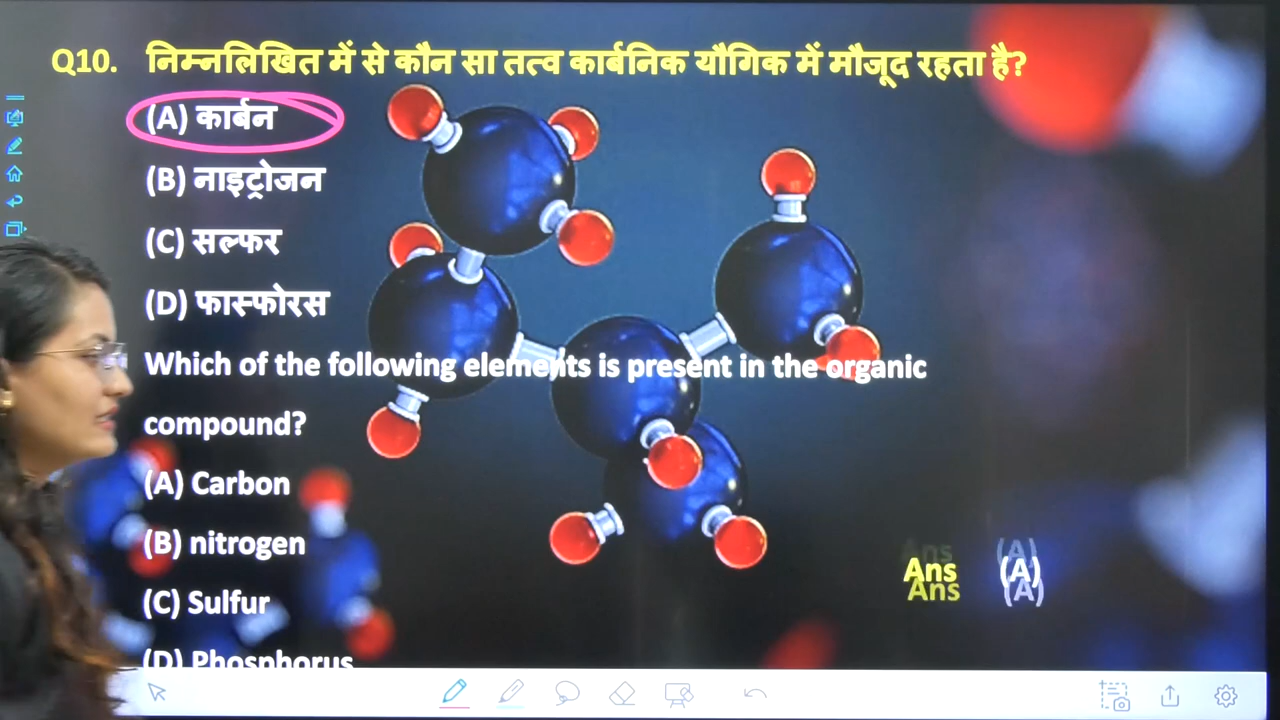 Q10. निम्नलिखित में से कौन सा तत्व कार्बनिक यौगिक में मौजूद रहता है?
(A) कार्बन
(B) नाइट्रोजन
(C) सल्फर
(D) फास्फोरस
Which of the following elements is present in the organic
compound?
(A) Carbon
(B) nitrogen
(C) Sulfur
(D) Phosphorus
Ans (A)